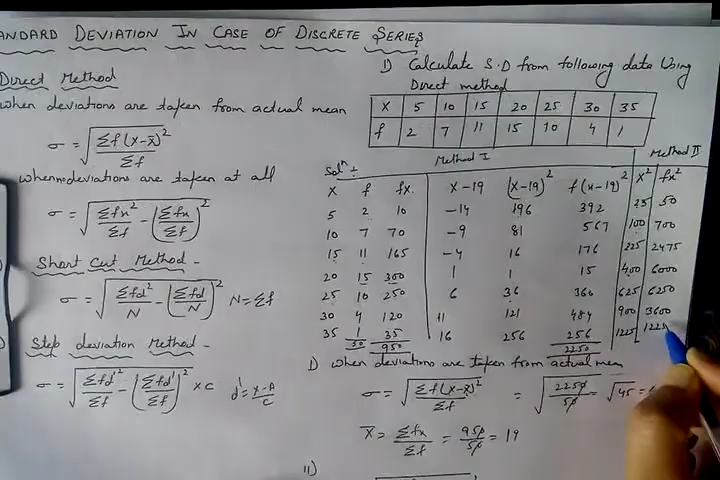 ANDARD DEVIATION IN CASE OF DISCRETE SERIES
Direct Method
when deviations are taken from actual mean
σ = √(Σf(x-x̄)²/Σf)
when no deviations are taken at all
σ = √(Σfx²/Σf - (Σfx/Σf)²)
Short Cut Method -
σ = √(Σfd²/N - (Σfd/N)²) N = Σf
Step deviation Method -
σ = √(Σfd'²/Σf - (Σfd'/Σf)²) × c d' = x-A/c
1) Calculate S.D from following data Using
Direct method
X 5 10 15 20 25 30 35
f 2 7 11 15 10 4 1
Solⁿ :-
Method I
Method II
x f fx x-19 (x-19)² f(x-19)² x² fx²
5 2 10 -14 196 392 25 50
10 7 70 -9 81 567 100 700
15 11 165 -4 16 176 225 2475
20 15 300 1 1 15 400 6000
25 10 250 6 36 360 625 6250
30 4 120 11 121 484 900 3600
35 1 35 16 256 256 1225 1225
50 950 2250
1) when deviations are taken from actual mean
σ = √(Σf(x-x̄)²/Σf) = √(2250/50) = √45 =
X̄ = Σfx/Σf = 950/50 = 19
11)